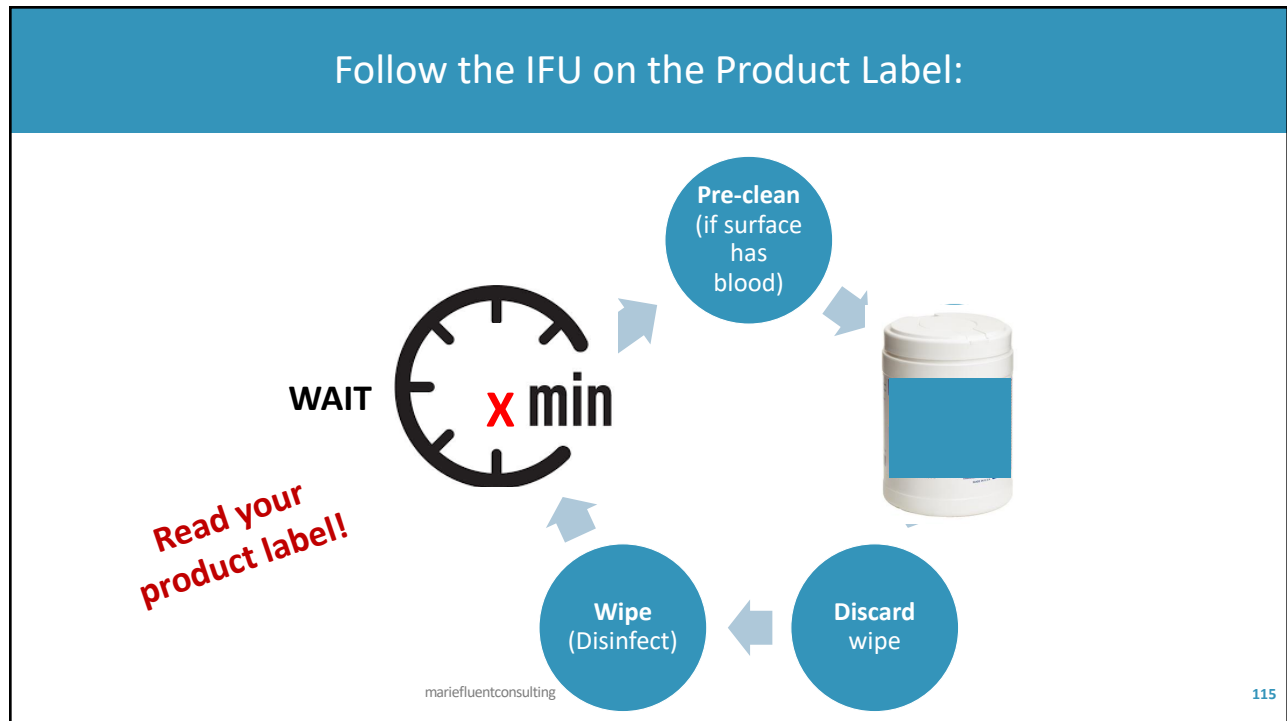 Follow the IFU on the Product Label:
Pre-clean
(if surface
has
blood)
WAIT
x min
Read your
product label!
Wipe
(Disinfect)
Discard
wipe
mariefluentconsulting
115